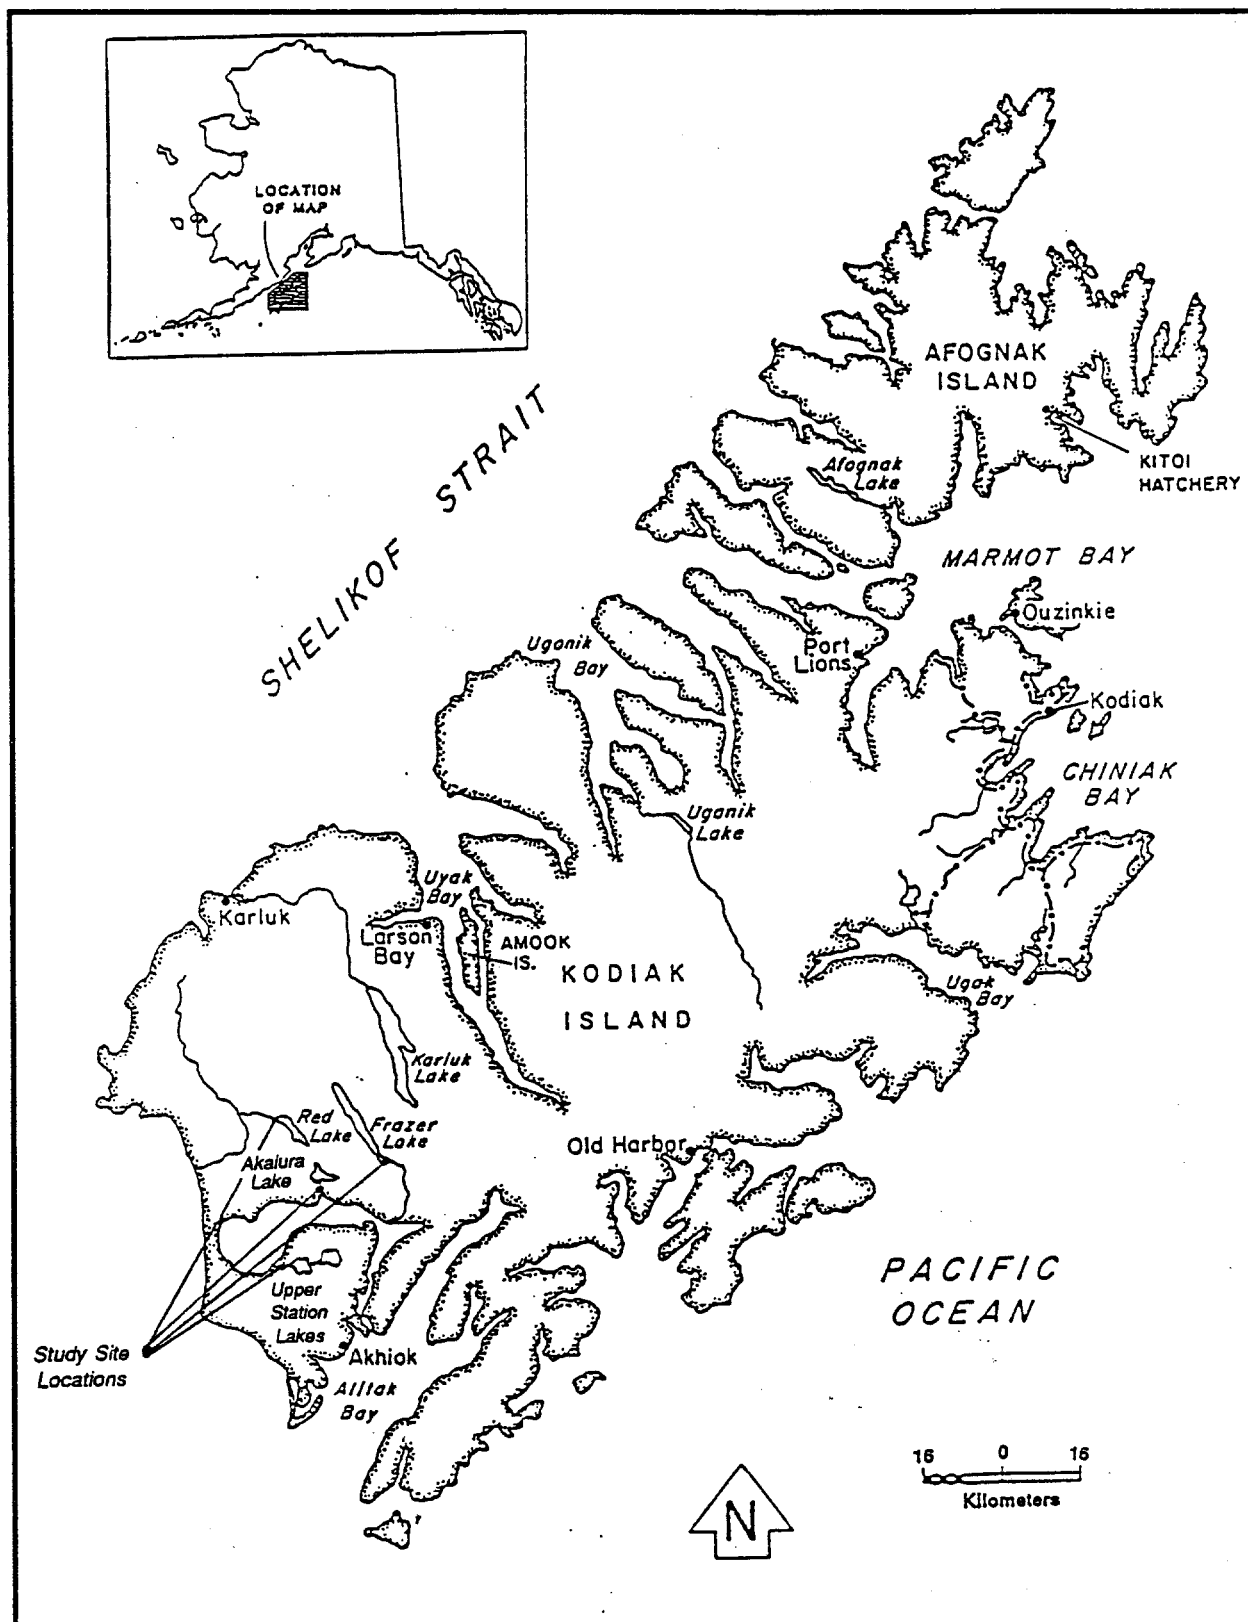 LOCATION
OF MAP
SHELIKOF STRAIT
AFOGNAK
ISLAND
KITOI
HATCHERY
Afognak
Lake
MARMOT BAY
Ouzinkie
Port
Lions
Uganik
Bay
Kodiak
CHINIAK
BAY
Uganik
Lake
Uyak
Bay
Karluk
Larson
Bay
AMOOK
IS.
KODIAK
ISLAND
Ugak
Bay
Karluk
Lake
Red
Lake
Frazer
Lake
Old Harbor
Akalura
Lake
PACIFIC
OCEAN
Upper
Station
Lakes
Study Site
Locations
Akhiok
Alitak
Bay
16 0 16
Kilometers
N